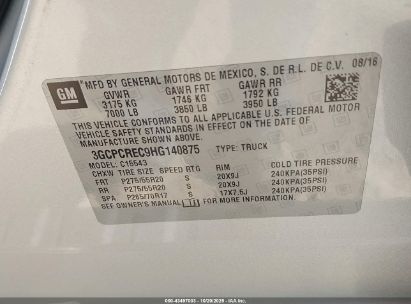 GM
MFD BY GENERAL MOTORS DE MEXICO, S. DE R.L. DE C.V. 08/16
GVWR GAWR FRT GAWR RR
3175 KG 1746 KG 1792 KG
7000 LB 3850 LB 3950 LB
THIS VEHICLE CONFORMS TO ALL APPLICABLE U.S. FEDERAL MOTOR
VEHICLE SAFETY STANDARDS IN EFFECT ON THE DATE OF
MANUFACTURE SHOWN ABOVE.
3GCPCREC9HG140875 TYPE: TRUCK
MODEL: C15543
TIRE SIZE SPEED RTG RIM COLD TIRE PRESSURE
FRT P275/55R20 S 20X9J 240KPA(35PSI)
RR P275/55R20 S 20X9J 240KPA(35PSI)
SPA P265/70R17 S 17X7.5J 240KPA(35PSI)
SEE OWNER'S MANUAL FOR MORE INFORMATION.